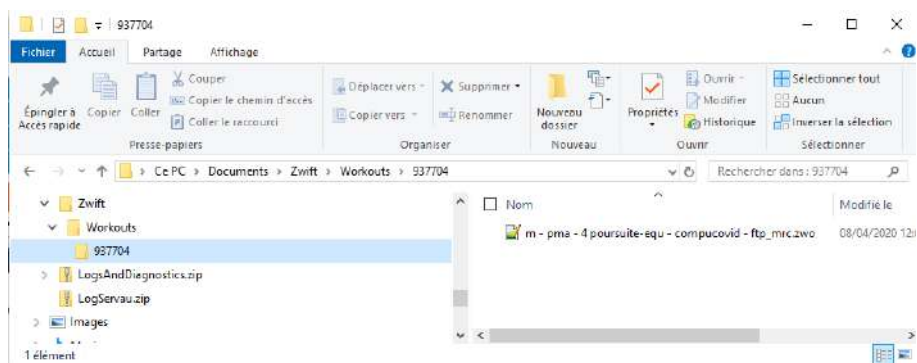 937704
Fichier Accueil Partage Affichage
Épingler à Accès rapide
Copier
Coller
Couper
Copier le chemin d'accès
Coller le raccourci
Déplacer vers
Copier vers
Supprimer
Renommer
Nouveau dossier
Propriétés
Ouvrir
Modifier
Historique
Sélectionner tout
Aucun
Inverser la sélection
Presse-papiers Organiser Nouveau Ouvrir Sélectionner
> Ce PC > Documents > Zwift > Workouts > 937704
Rechercher dans : 937704
Zwift
Workouts
937704
LogsAndDiagnostics.zip
LogServau.zip
Images
Nom Modifié le
m - pma - 4 poursuite-equ - compucovid - ftp_mrc.zwo 08/04/2020 12:
1 élément